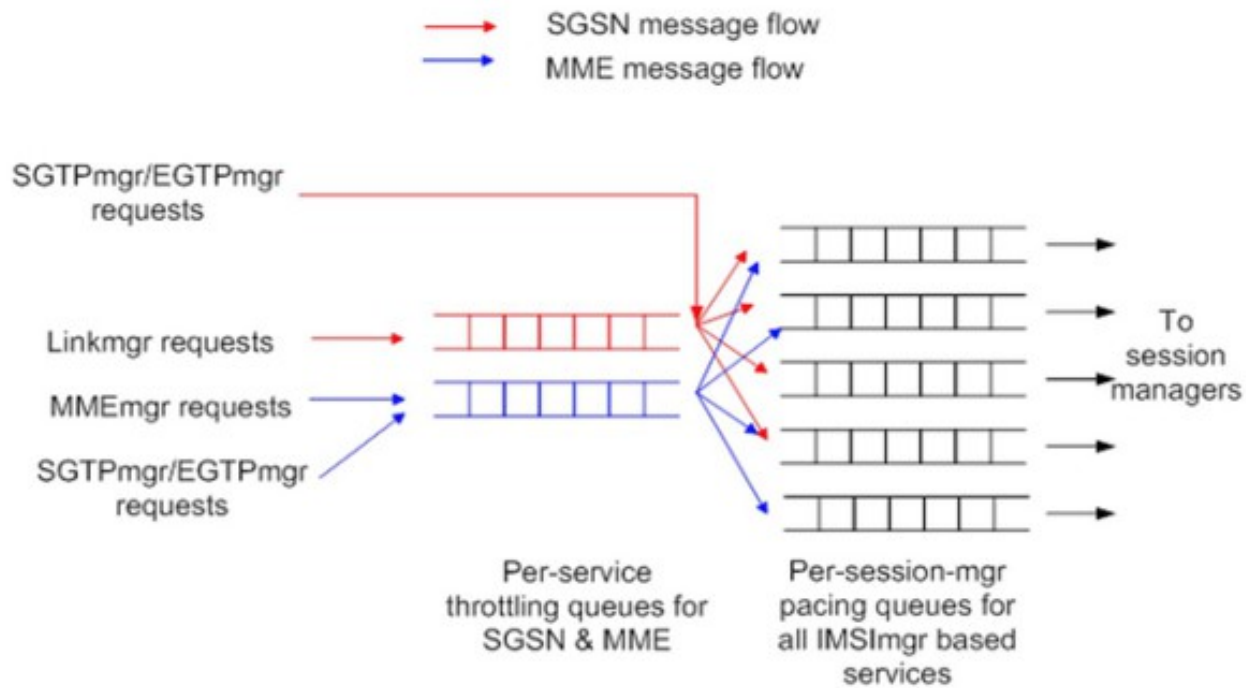 SGSN message flow
MME message flow
SGTPmgr/EGTPmgr
requests
Linkmgr requests
MMEmgr requests
SGTPmgr/EGTPmgr
requests
To
session
managers
Per-service
throttling queues for
SGSN & MME
Per-session-mgr
pacing queues for
all IMSImgr based
services